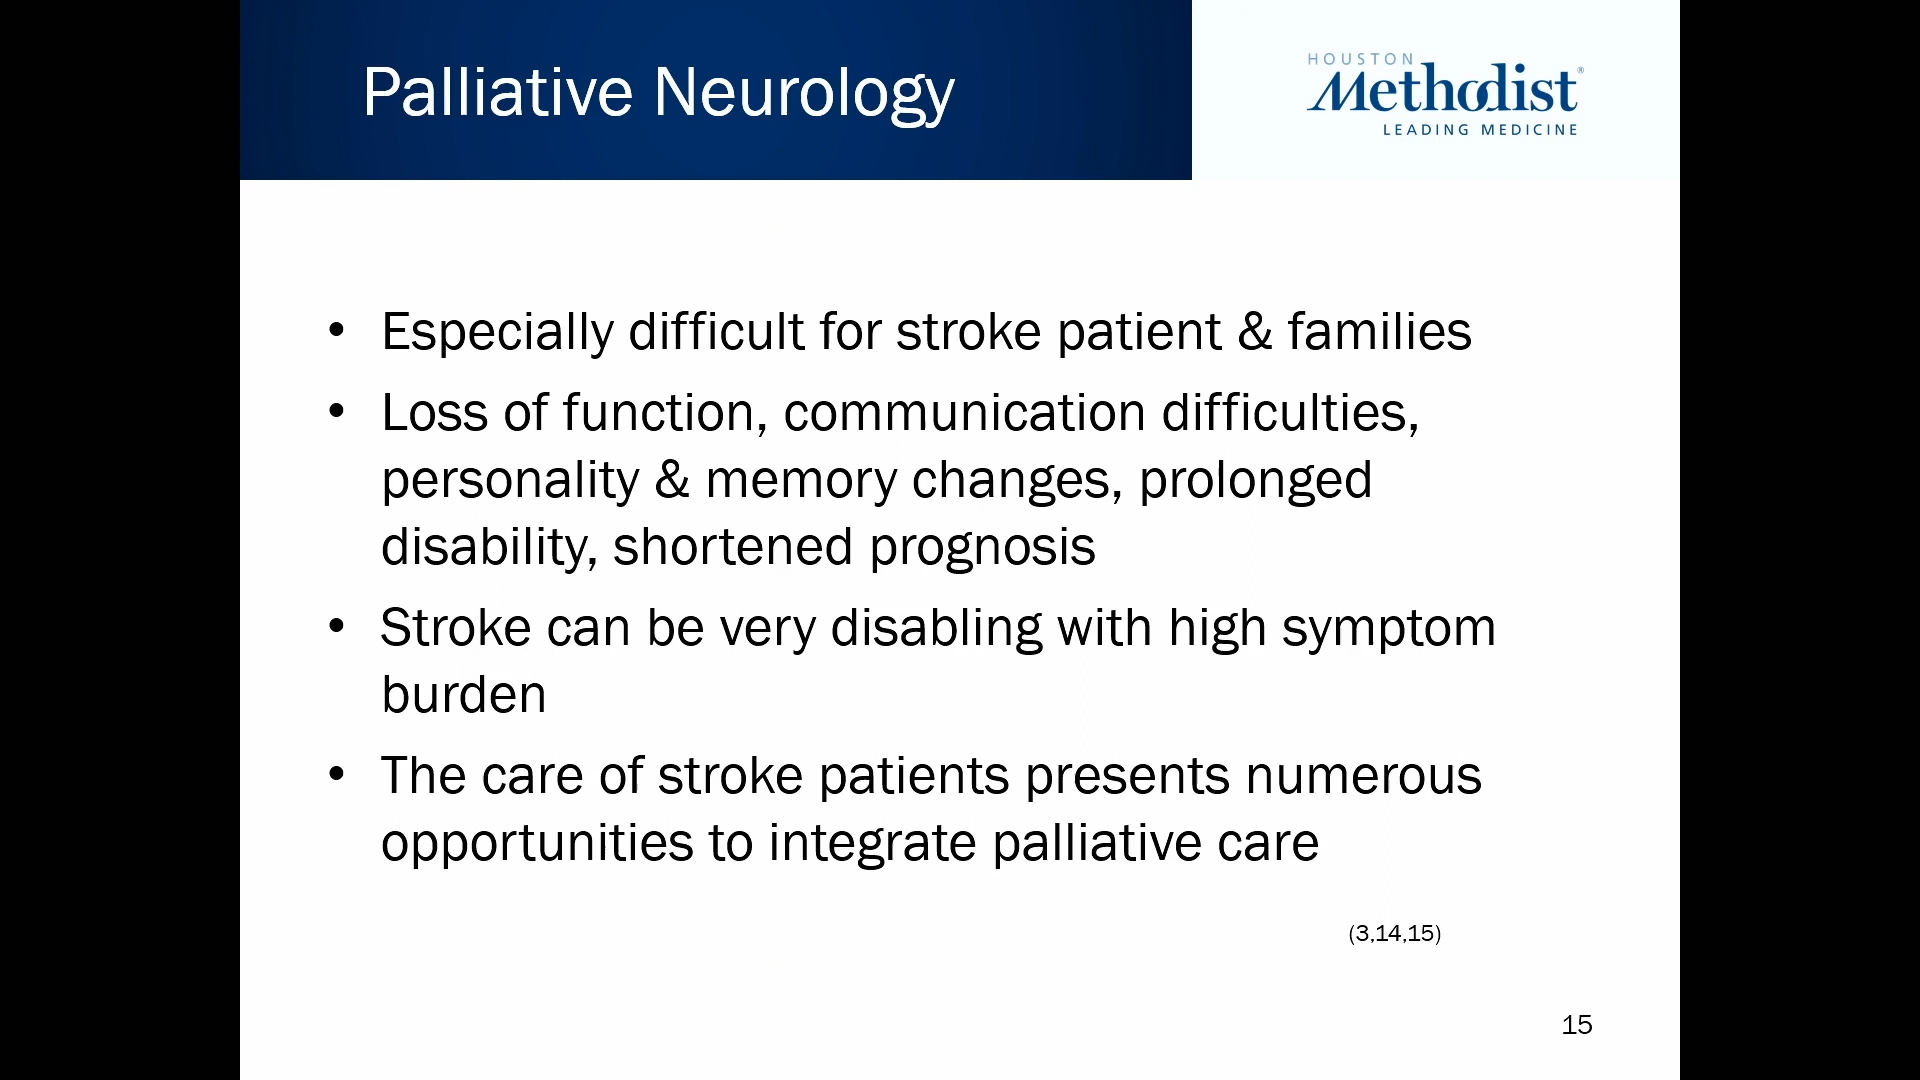 Palliative Neurology
HOUSTON
Methodist®
LEADING MEDICINE
• Especially difficult for stroke patient & families
• Loss of function, communication difficulties,
personality & memory changes, prolonged
disability, shortened prognosis
• Stroke can be very disabling with high symptom
burden
• The care of stroke patients presents numerous
opportunities to integrate palliative care
(3,14,15)
15